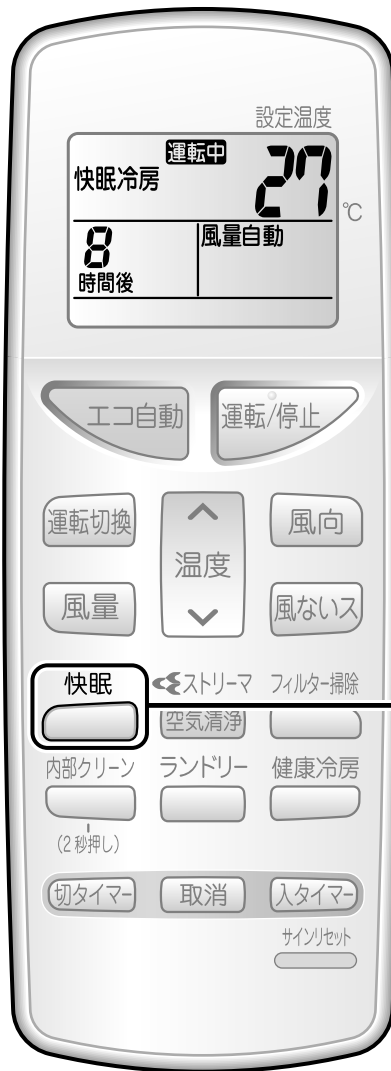 設定温度
運転中
快眠冷房 27 ℃
8 風量自動
時間後
エコ自動 運転/停止
運転切換 風向
温度
風量 風ないス
快眠 ストリーマ フィルター掃除
空気清浄
内部クリーン ランドリー 健康冷房
(2秒押し)
切タイマー 取消 入タイマー
サインリセット